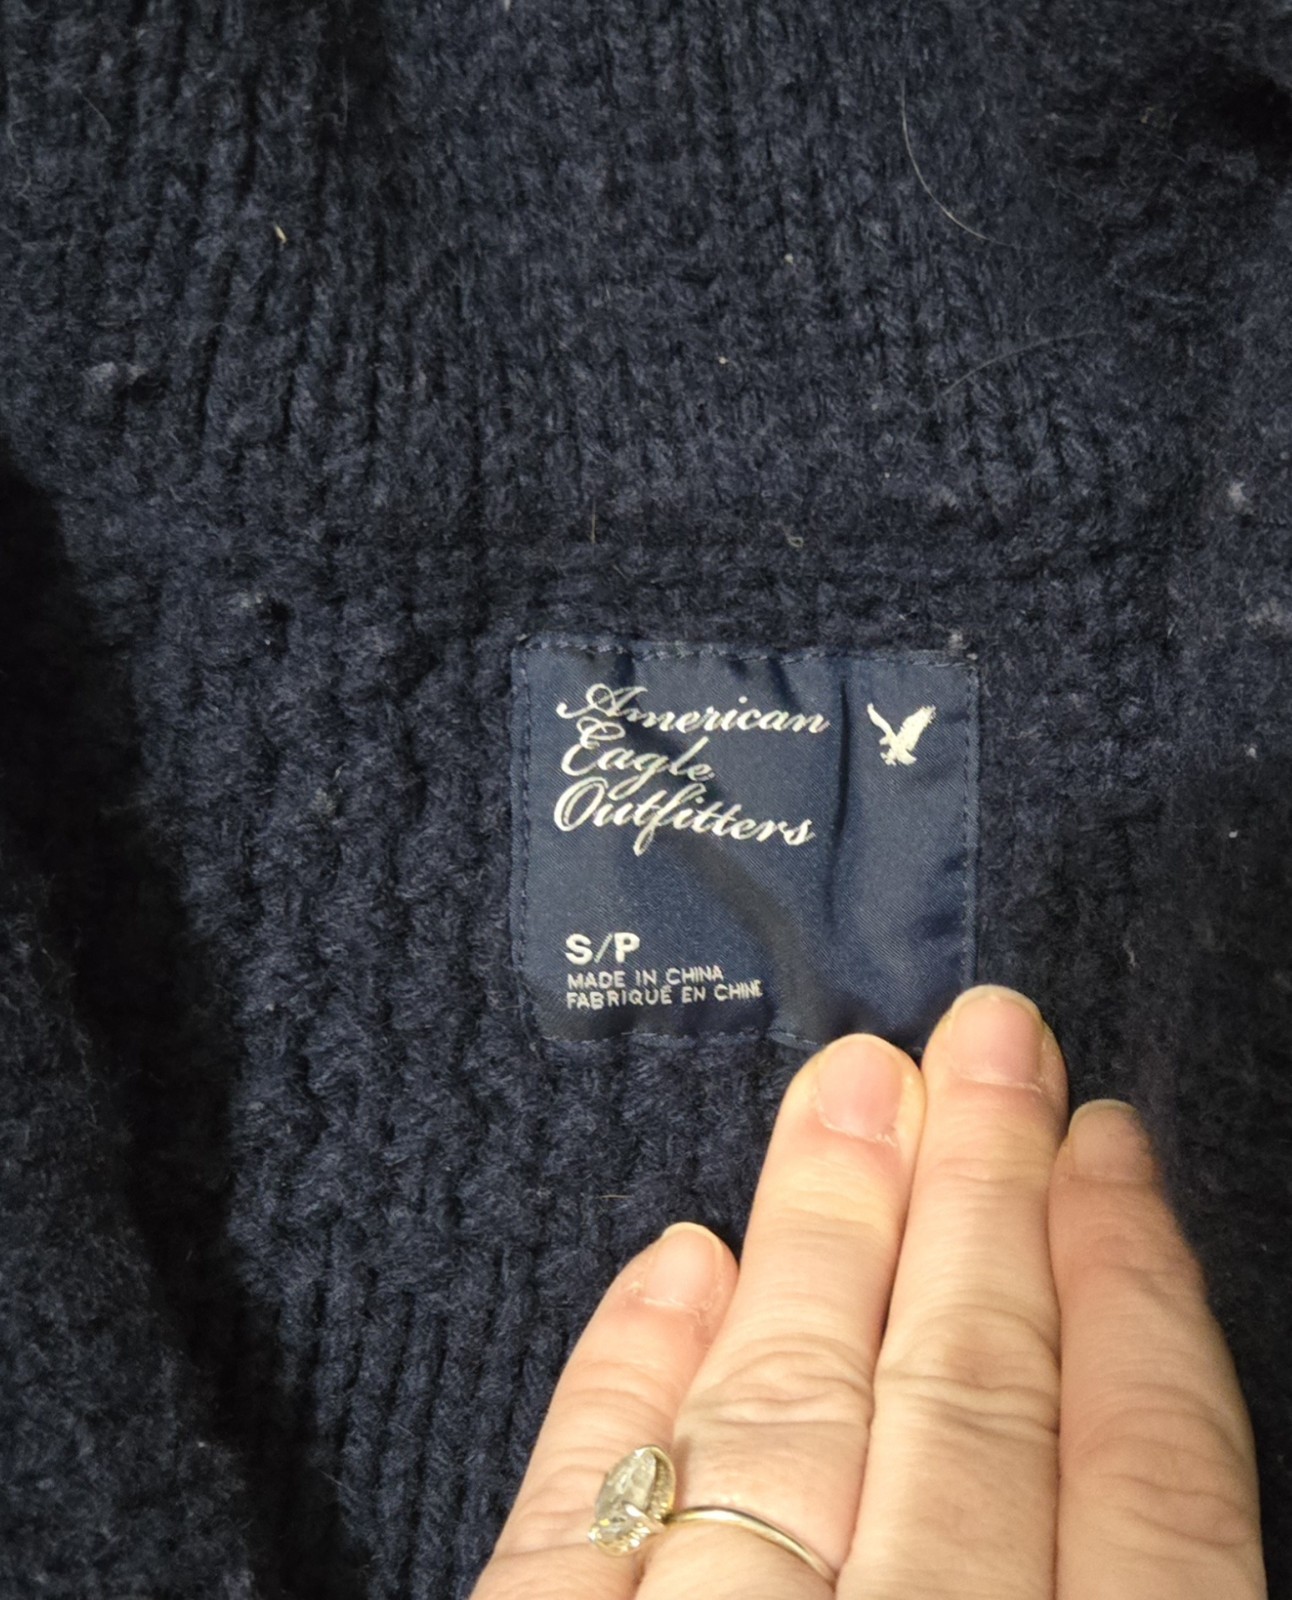 American
Eagle
Outfitters
S/P
MADE IN CHINA
FABRIQUÉ EN CHINE